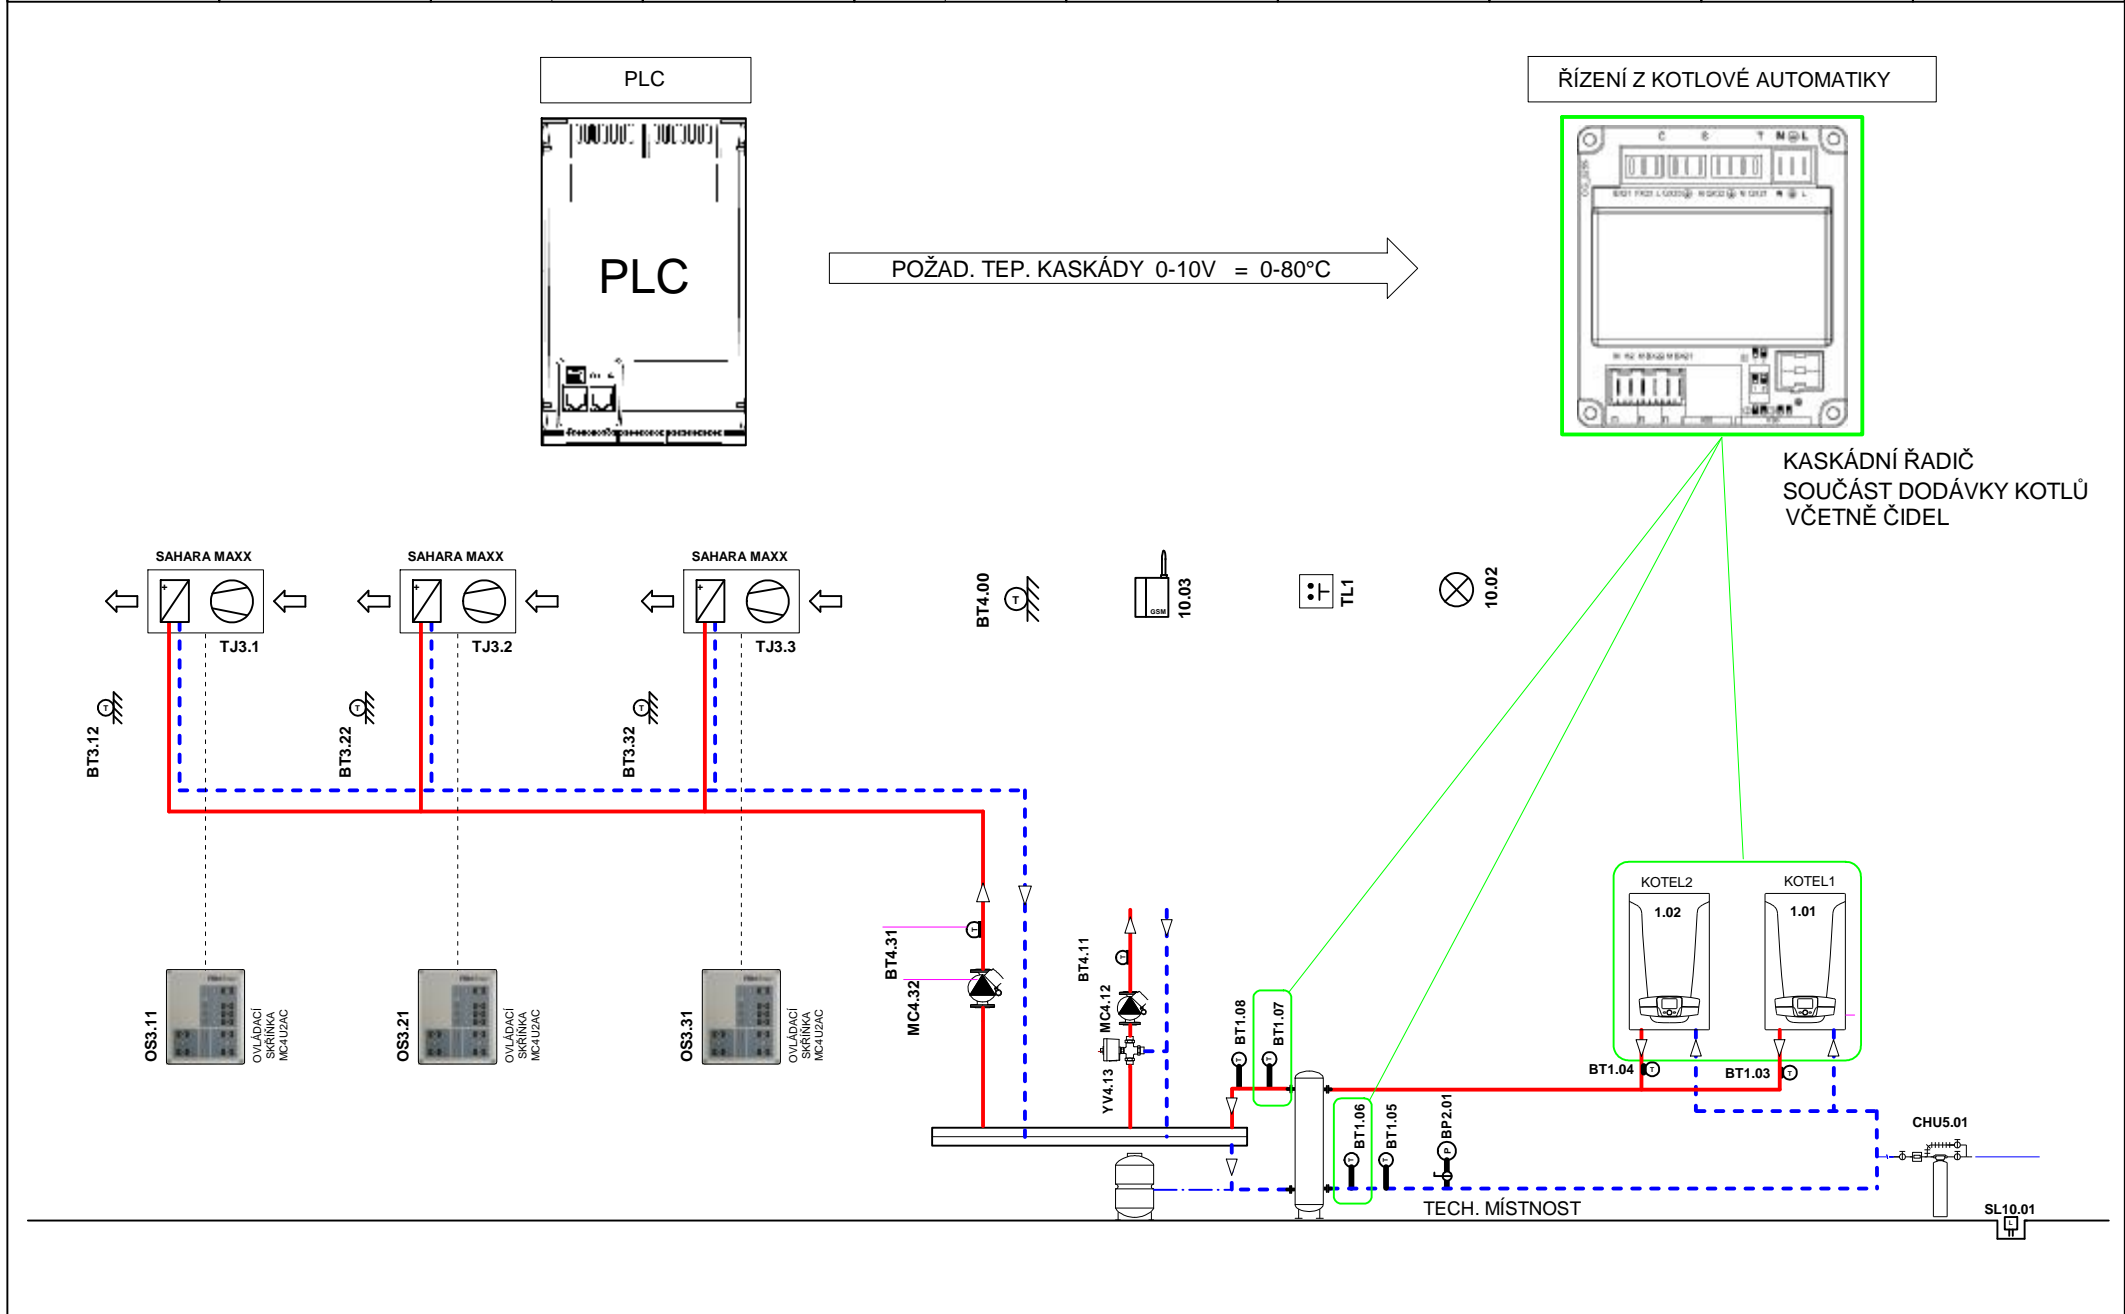 PLC
ŘÍZENÍ Z KOTLOVÉ AUTOMATIKY
PLC
POŽAD. TEP. KASKÁDY 0-10V = 0-80°C
C
S
T N L
KASKÁDNÍ ŘADIČ
SOUČÁST DODÁVKY KOTLŮ
VČETNĚ ČIDEL
SAHARA MAXX
SAHARA MAXX
SAHARA MAXX
TJ3.1
TJ3.2
TJ3.3
BT4.00
T
GSM
10.03
TL1
10.02
BT3.12
T
BT3.22
T
BT3.32
T
OS3.11
OVLÁDACÍ
SKŘÍŇKA
MC4U2AC
OS3.21
OVLÁDACÍ
SKŘÍŇKA
MC4U2AC
OS3.31
OVLÁDACÍ
SKŘÍŇKA
MC4U2AC
BT4.31
T
MC4.32
BT4.11
T
MC4.12
YV4.13
BT1.08
T
BT1.07
T
BT1.06
T
BT1.05
T
BP2.01
P
KOTEL2
1.02
KOTEL1
1.01
BT1.04
T
BT1.03
T
CHU5.01
TECH. MÍSTNOST
SL10.01
L